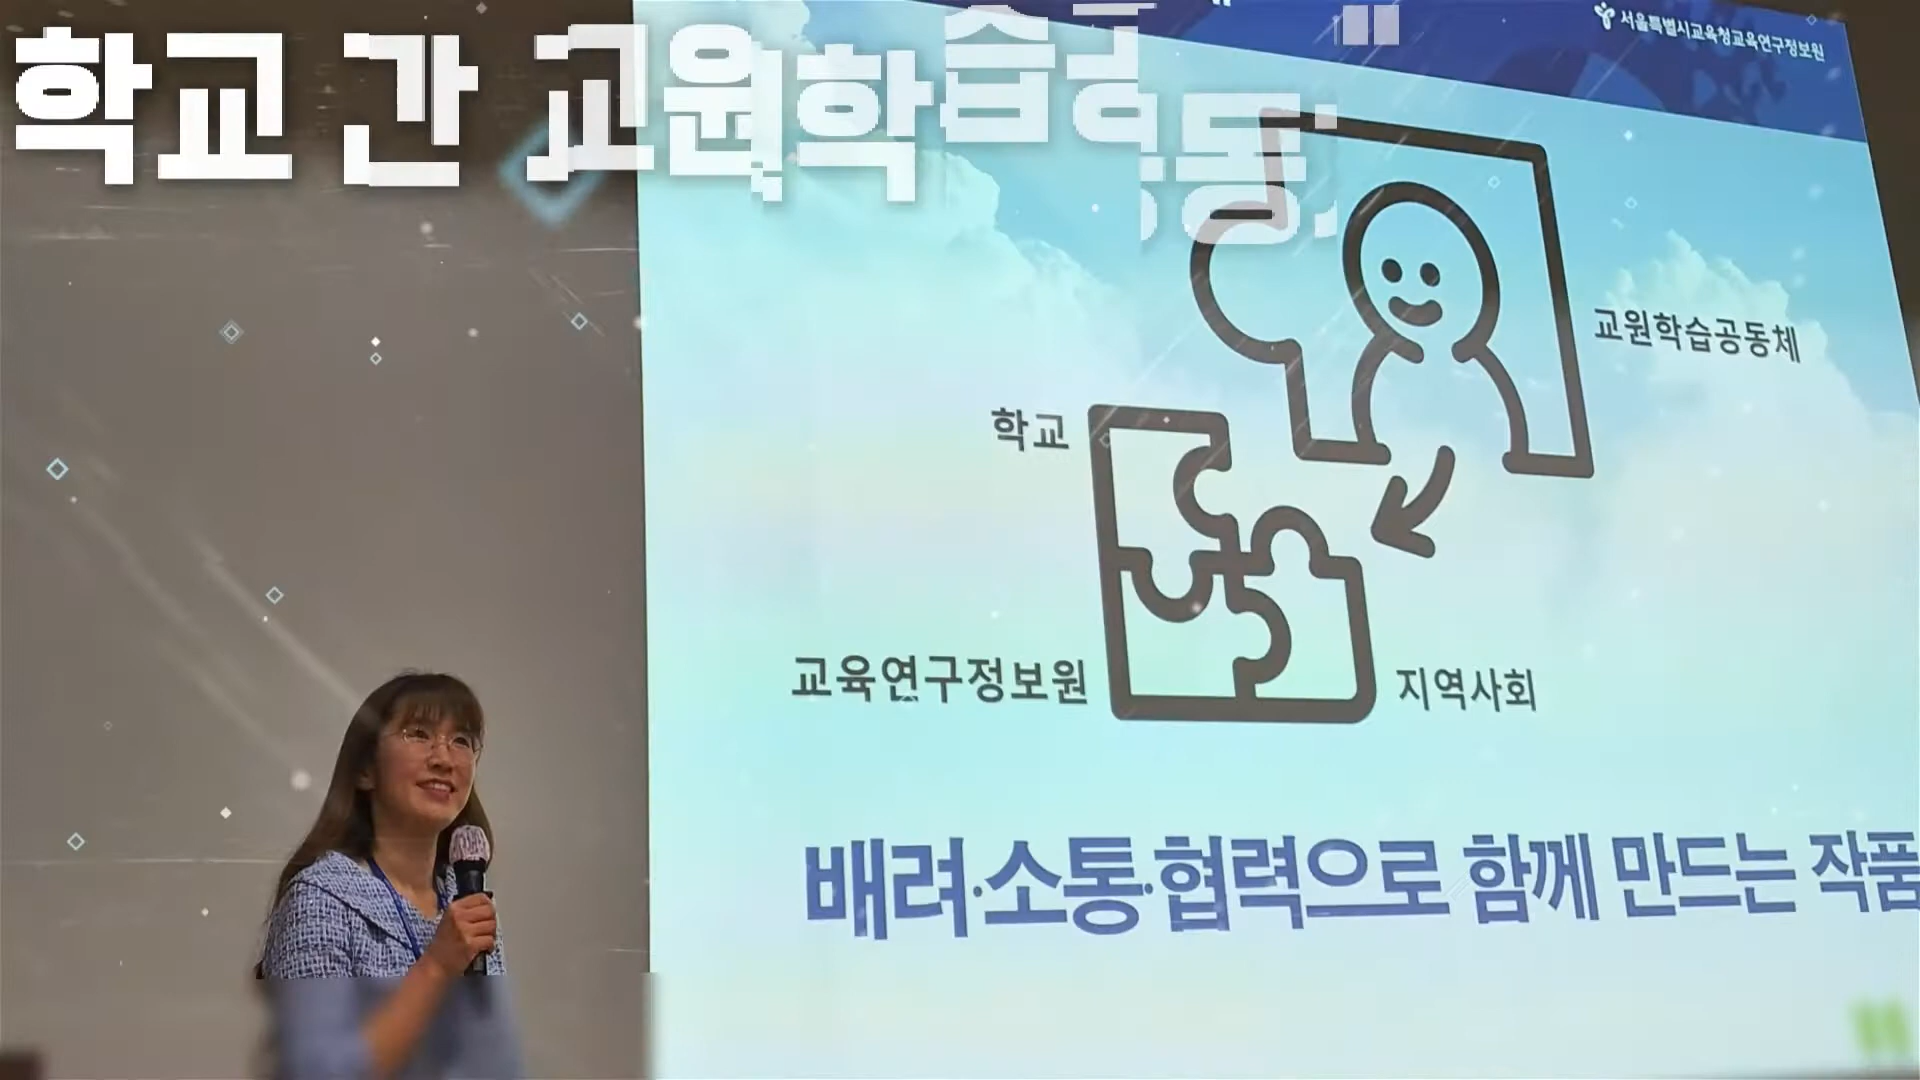 학교 간 교원학습공동
서울특별시교육청교육연구정보원
교원학습공동체
학교
교육연구정보원
지역사회
배려·소통·협력으로 함께 만드는 작품